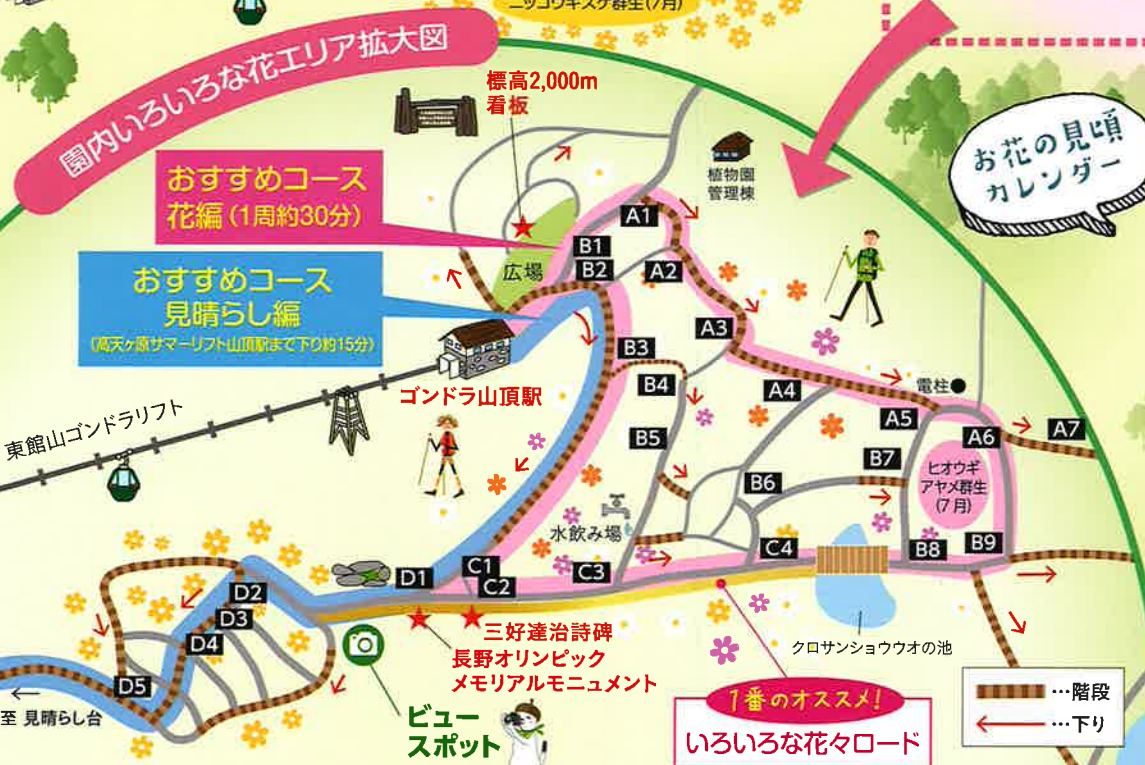 ニッコウキスゲ群生(7月)
園内いろいろな花エリア拡大図
標高2,000m
看板
お花の見頃
カレンダー
植物園
管理棟
おすすめコース
花編(1周約30分)
おすすめコース
見晴らし編
(高天ヶ原サマーリフト山頂駅まで下り約15分)
広場
A1
B1
B2
A2
A3
B3
B4
A4
電柱
A5
A6
A7
B5
B6
B7
ヒオウギ
アヤメ群生
(7月)
ゴンドラ山頂駅
東館山ゴンドラリフト
水飲み場
C4
B8
B9
D1
C1
C2
C3
D2
D3
D4
D5
三好達治詩碑
長野オリンピック
メモリアルモニュメント
クロサンショウウオの池
ビュー
スポット
至 見晴らし台
1番のオススメ!
いろいろな花々ロード
…階段
…下り